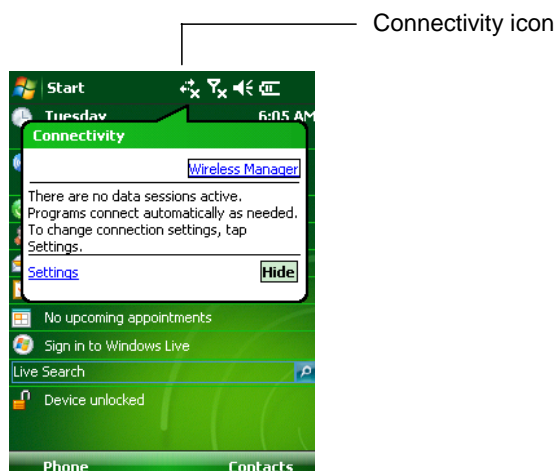 Connectivity icon
Start
Tuesday 6:05 AM
Connectivity
Wireless Manager
There are no data sessions active.
Programs connect automatically as needed.
To change connection settings, tap
Settings.
Settings Hide
No upcoming appointments
Sign in to Windows Live
Live Search
Device unlocked
Phone Contacts